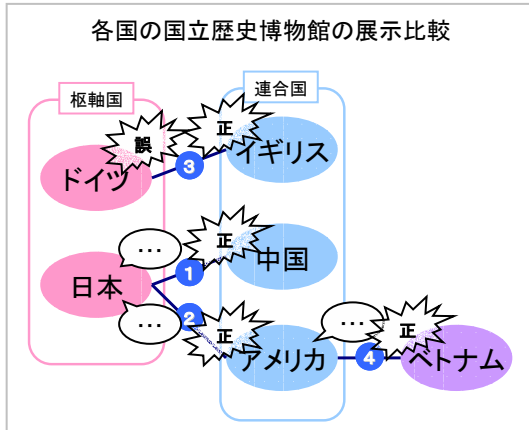 各国の国立歴史博物館の展示比較
枢軸国
連合国
誤
正
ドイツ
3
イギリス
…
正
日本
1
中国
2
…
正
アメリカ
…
4
正
ベトナム